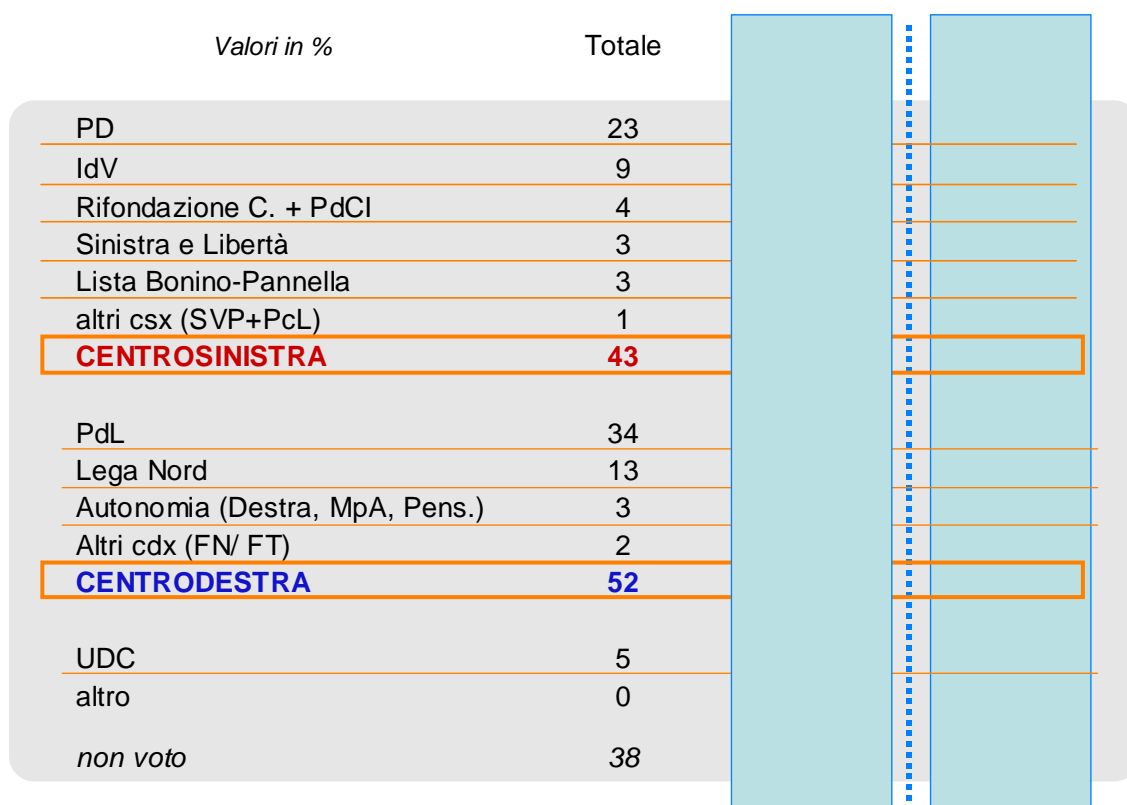 Valori in % Totale
PD 23
IdV 9
Rifondazione C. + PdCI 4
Sinistra e Libertà 3
Lista Bonino-Pannella 3
altri csx (SVP+PcL) 1
CENTROSINISTRA 43
PdL 34
Lega Nord 13
Autonomia (Destra, MpA, Pens.) 3
Altri cdx (FN/ FT) 2
CENTRODESTRA 52
UDC 5
altro 0
non voto 38